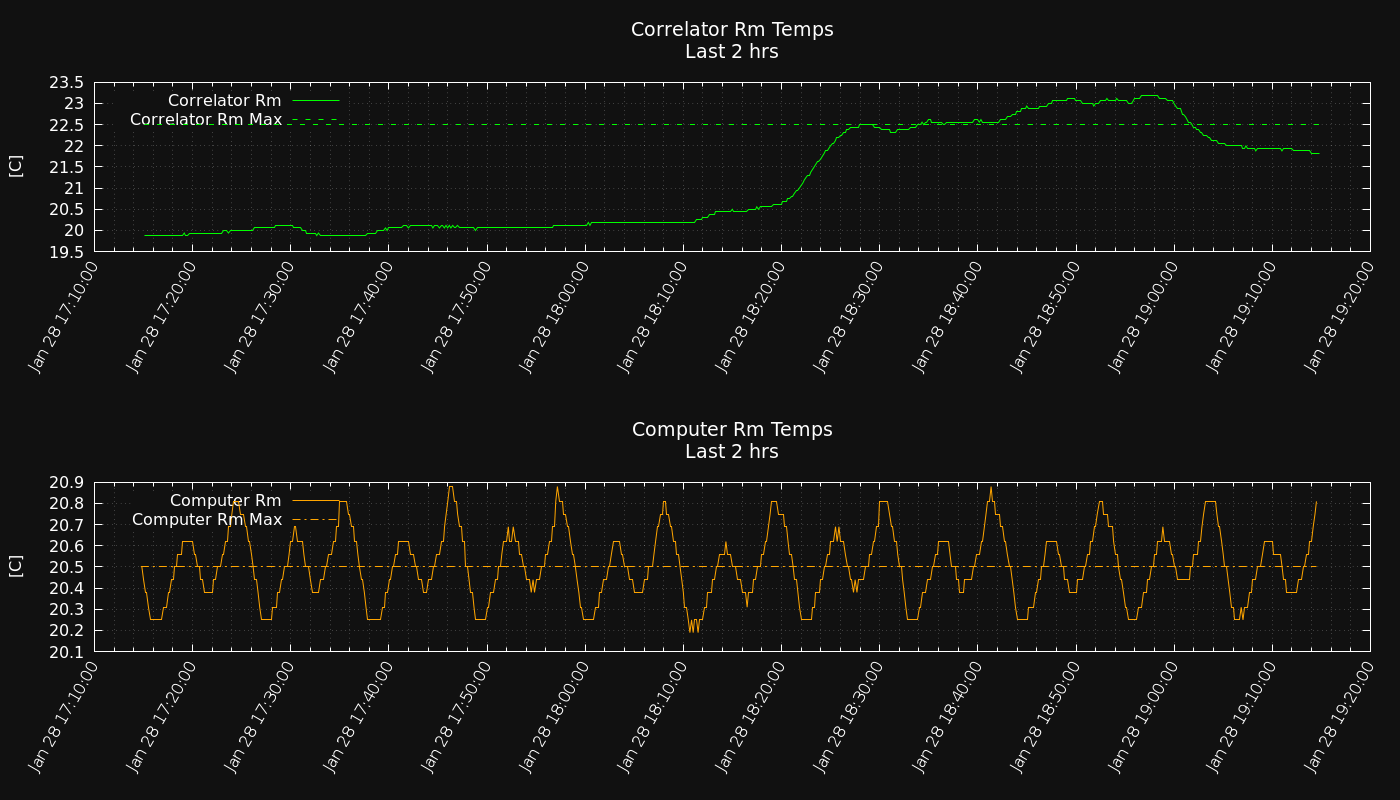 Correlator Rm Temps
Last 2 hrs
[C]
23.5
23
22.5
22
21.5
21
20.5
20
19.5
Correlator Rm
Correlator Rm Max
Jan 28 17:10:00
Jan 28 17:20:00
Jan 28 17:30:00
Jan 28 17:40:00
Jan 28 17:50:00
Jan 28 18:00:00
Jan 28 18:10:00
Jan 28 18:20:00
Jan 28 18:30:00
Jan 28 18:40:00
Jan 28 18:50:00
Jan 28 19:00:00
Jan 28 19:10:00
Jan 28 19:20:00
Computer Rm Temps
Last 2 hrs
[C]
20.9
20.8
20.7
20.6
20.5
20.4
20.3
20.2
20.1
Computer Rm
Computer Rm Max
Jan 28 17:10:00
Jan 28 17:20:00
Jan 28 17:30:00
Jan 28 17:40:00
Jan 28 17:50:00
Jan 28 18:00:00
Jan 28 18:10:00
Jan 28 18:20:00
Jan 28 18:30:00
Jan 28 18:40:00
Jan 28 18:50:00
Jan 28 19:00:00
Jan 28 19:10:00
Jan 28 19:20:00